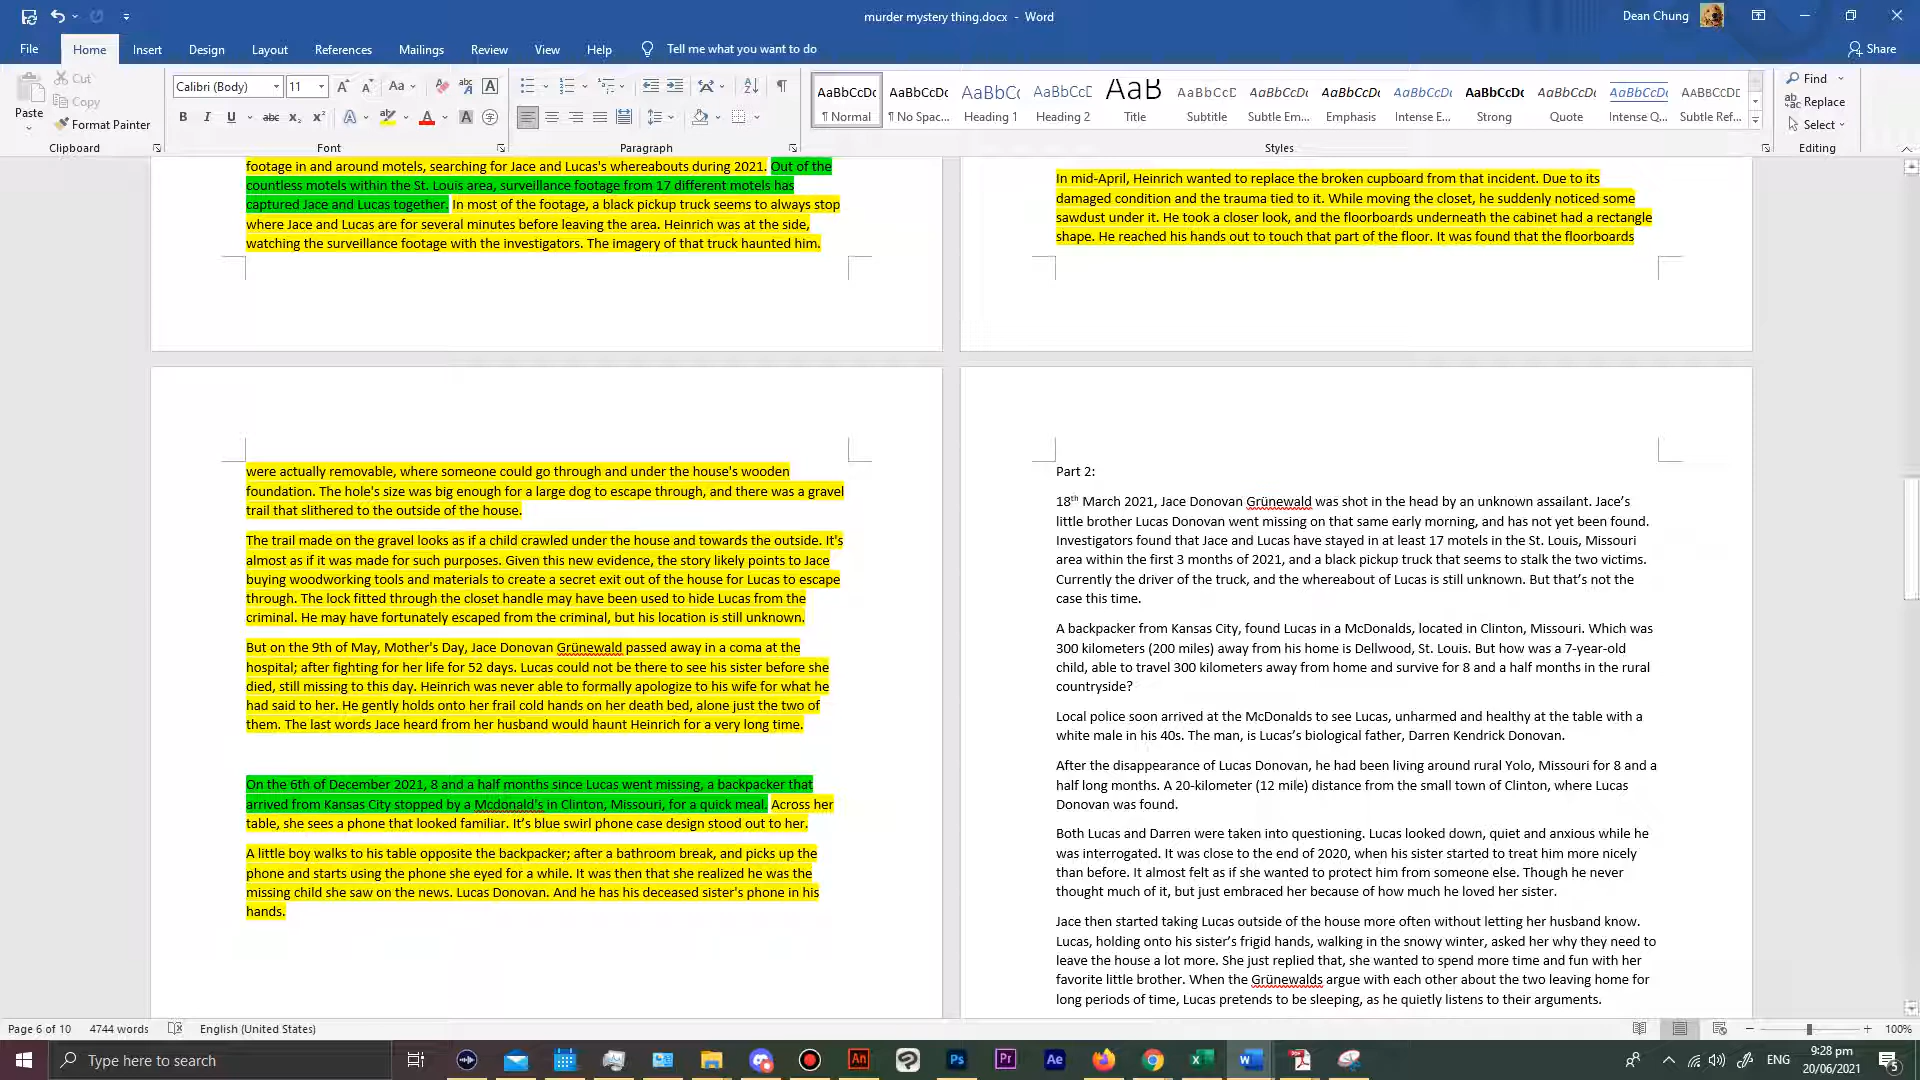 murder mystery thing.docx - Word
Dean Chung
File Home Insert Design Layout References Mailings Review View Help Tell me what you want to do
Share
Paste
Cut
Copy
Format Painter
Clipboard
Calibri (Body) 11
Font
Paragraph
AaBbCcDc AaBbCcDc AaBbCc AaBbCcD AaB AaBbCcD AaBbCcDc AaBbCcDc AaBbCcDc AaBbCcDc AaBbCcDc AaBbCcDc AABBCCDD
¶ Normal ¶ No Spac... Heading 1 Heading 2 Title Subtitle Subtle Em... Emphasis Intense E... Strong Quote Intense Q... Subtle Ref...
Styles
Find
Replace
Select
Editing
footage in and around motels, searching for Jace and Lucas's whereabouts during 2021. Out of the
countless motels within the St. Louis area, surveillance footage from 17 different motels has
captured Jace and Lucas together. In most of the footage, a black pickup truck seems to always stop
where Jace and Lucas are for several minutes before leaving the area. Heinrich was at the side,
watching the surveillance footage with the investigators. The imagery of that truck haunted him.
In mid-April, Heinrich wanted to replace the broken cupboard from that incident. Due to its
damaged condition and the trauma tied to it. While moving the closet, he suddenly noticed some
sawdust under it. He took a closer look, and the floorboards underneath the cabinet had a rectangle
shape. He reached his hands out to touch that part of the floor. It was found that the floorboards
were actually removable, where someone could go through and under the house's wooden
foundation. The hole's size was big enough for a large dog to escape through, and there was a gravel
trail that slithered to the outside of the house.
The trail made on the gravel looks as if a child crawled under the house and towards the outside. It's
almost as if it was made for such purposes. Given this new evidence, the story likely points to Jace
buying woodworking tools and materials to create a secret exit out of the house for Lucas to escape
through. The lock fitted through the closet handle may have been used to hide Lucas from the
criminal. He may have fortunately escaped from the criminal, but his location is still unknown.
But on the 9th of May, Mother's Day, Jace Donovan Grünewald passed away in a coma at the
hospital; after fighting for her life for 52 days. Lucas could not be there to see his sister before she
died, still missing to this day. Heinrich was never able to formally apologize to his wife for what he
had said to her. He gently holds onto her frail cold hands on her death bed, alone just the two of
them. The last words Jace heard from her husband would haunt Heinrich for a very long time.
On the 6th of December 2021, 8 and a half months since Lucas went missing, a backpacker that
arrived from Kansas City stopped by a Mcdonald's in Clinton, Missouri, for a quick meal. Across her
table, she sees a phone that looked familiar. It's blue swirl phone case design stood out to her.
A little boy walks to his table opposite the backpacker; after a bathroom break, and picks up the
phone and starts using the phone she eyed for a while. It was then that she realized he was the
missing child she saw on the news. Lucas Donovan. And he has his deceased sister's phone in his
hands.
Part 2:
18th March 2021, Jace Donovan Grünewald was shot in the head by an unknown assailant. Jace's
little brother Lucas Donovan went missing on that same early morning, and has not yet been found.
Investigators found that Jace and Lucas have stayed in at least 17 motels in the St. Louis, Missouri
area within the first 3 months of 2021, and a black pickup truck that seems to stalk the two victims.
Currently the driver of the truck, and the whereabout of Lucas is still unknown. But that's not the
case this time.
A backpacker from Kansas City, found Lucas in a McDonalds, located in Clinton, Missouri. Which was
300 kilometers (200 miles) away from his home is Dellwood, St. Louis. But how was a 7-year-old
child, able to travel 300 kilometers away from home and survive for 8 and a half months in the rural
countryside?
Local police soon arrived at the McDonalds to see Lucas, unharmed and healthy at the table with a
white male in his 40s. The man, is Lucas's biological father, Darren Kendrick Donovan.
After the disappearance of Lucas Donovan, he had been living around rural Yolo, Missouri for 8 and a
half long months. A 20-kilometer (12 mile) distance from the small town of Clinton, where Lucas
Donovan was found.
Both Lucas and Darren were taken into questioning. Lucas looked down, quiet and anxious while he
was interrogated. It was close to the end of 2020, when his sister started to treat him more nicely
than before. It almost felt as if she wanted to protect him from someone else. Though he never
thought much of it, but just embraced her because of how much he loved her sister.
Jace then started taking Lucas outside of the house more often without letting her husband know.
Lucas, holding onto his sister's frigid hands, walking in the snowy winter, asked her why they need to
leave the house a lot more. She just replied that, she wanted to spend more time and fun with her
favorite little brother. When the Grünewalds argue with each other about the two leaving home for
long periods of time, Lucas pretends to be sleeping, as he quietly listens to their arguments.
Page 6 of 10 4744 words English (United States) 100%
Type here to search
ENG
9:28 pm
20/06/2021